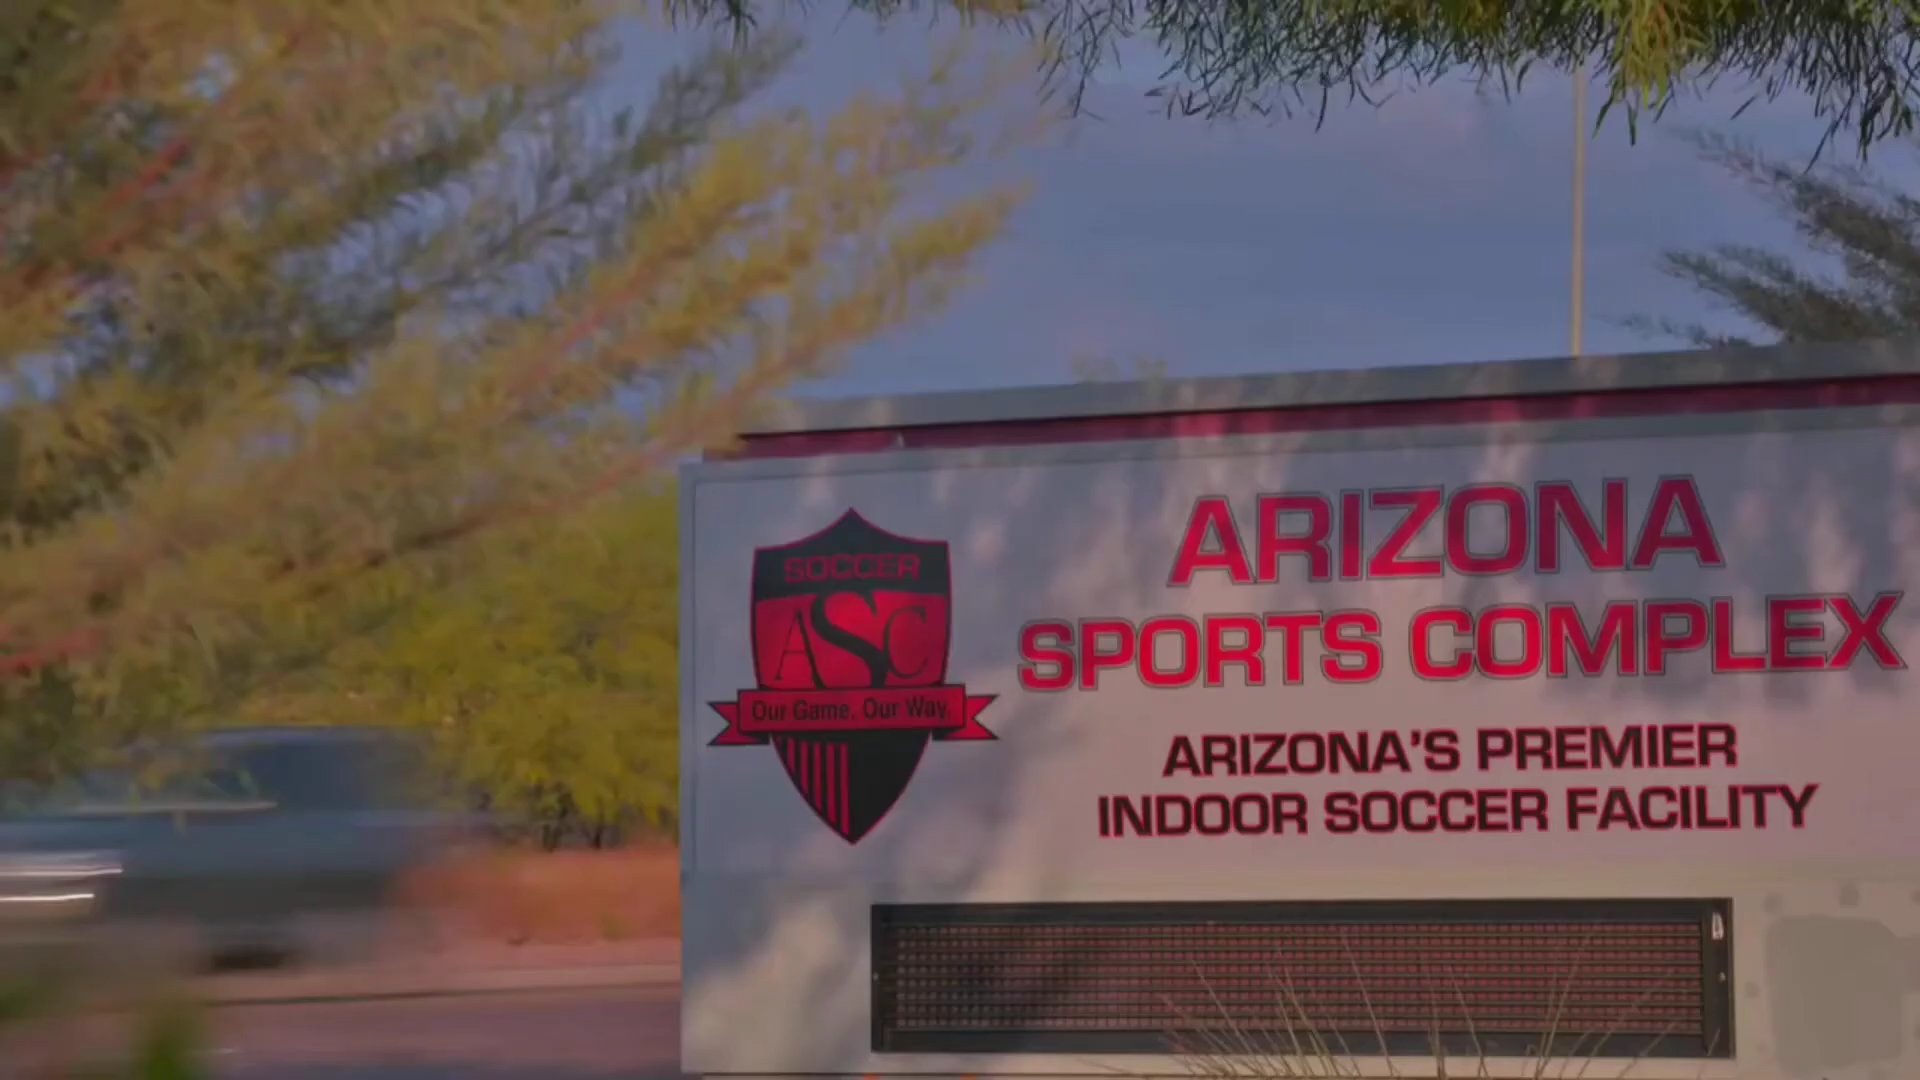 SOCCER
ASC
Our Game. Our Way.
ARIZONA
SPORTS COMPLEX
ARIZONA'S PREMIER
INDOOR SOCCER FACILITY